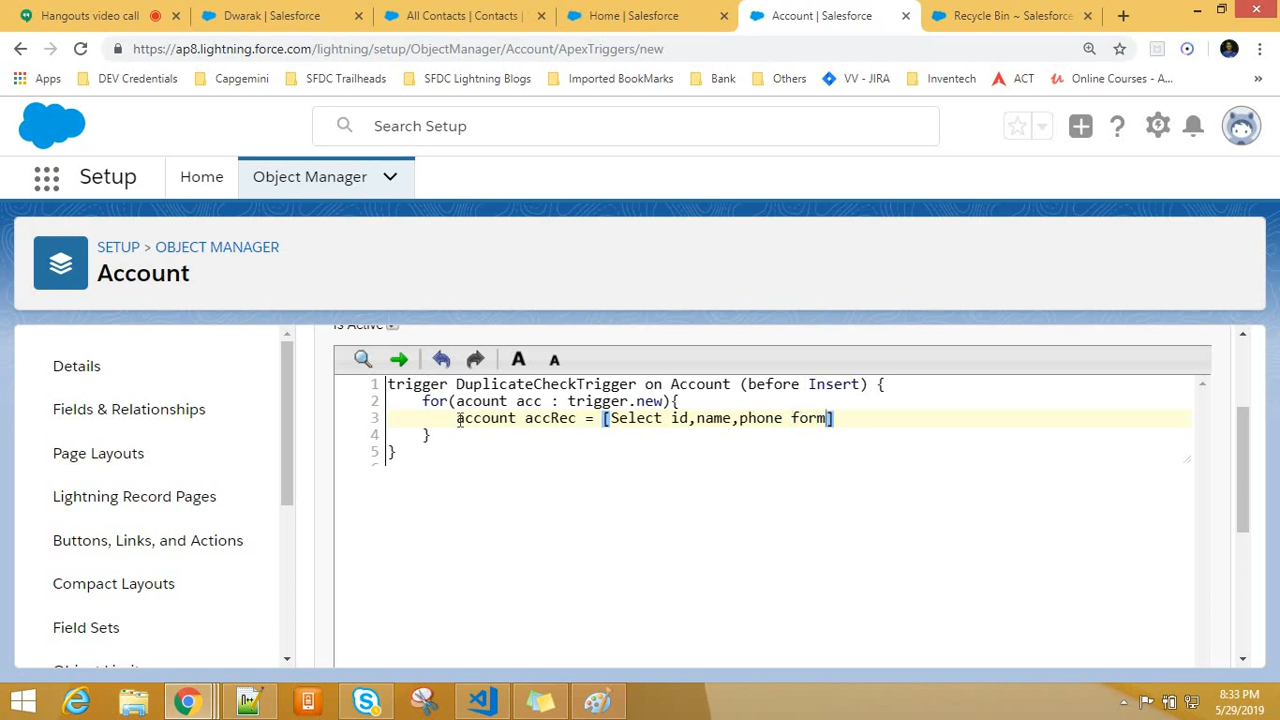 Hangouts video call
Dwarak | Salesforce
All Contacts | Contacts |
Home | Salesforce
Account | Salesforce
Recycle Bin ~ Salesforce
https://ap8.lightning.force.com/lightning/setup/ObjectManager/Account/ApexTriggers/new
Apps
DEV Credentials
Capgemini
SFDC Trailheads
SFDC Lightning Blogs
Imported BookMarks
Bank
Others
VV - JIRA
Inventech
ACT
Online Courses - A...
Search Setup
Setup
Home
Object Manager
SETUP > OBJECT MANAGER
Account
Details
Fields & Relationships
Page Layouts
Lightning Record Pages
Buttons, Links, and Actions
Compact Layouts
Field Sets
Is Active
A A
1 trigger DuplicateCheckTrigger on Account (before Insert) {
2 for(acount acc : trigger.new){
3 account accRec = [Select id,name,phone form]
4 }
5 }
8:33 PM
5/29/2019